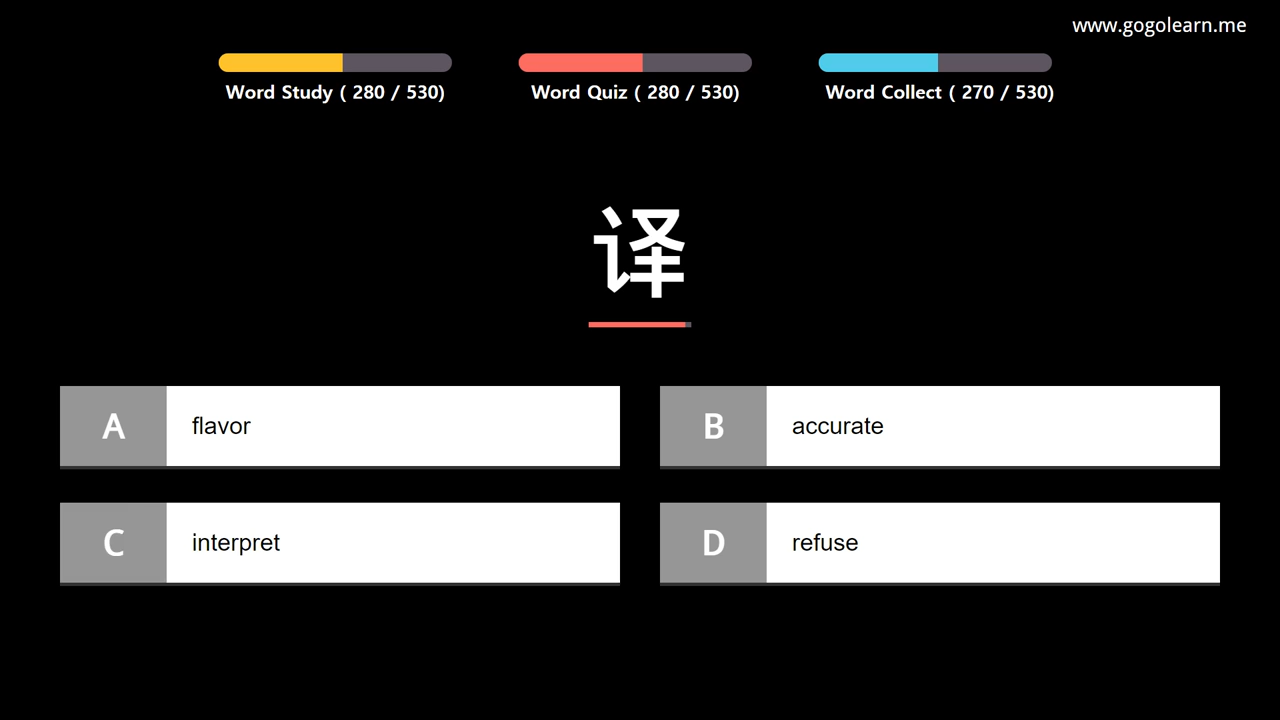 www.gogolearn.me
Word Study ( 280 / 530)
Word Quiz ( 280 / 530)
Word Collect ( 270 / 530)
译
A flavor
B accurate
C interpret
D refuse